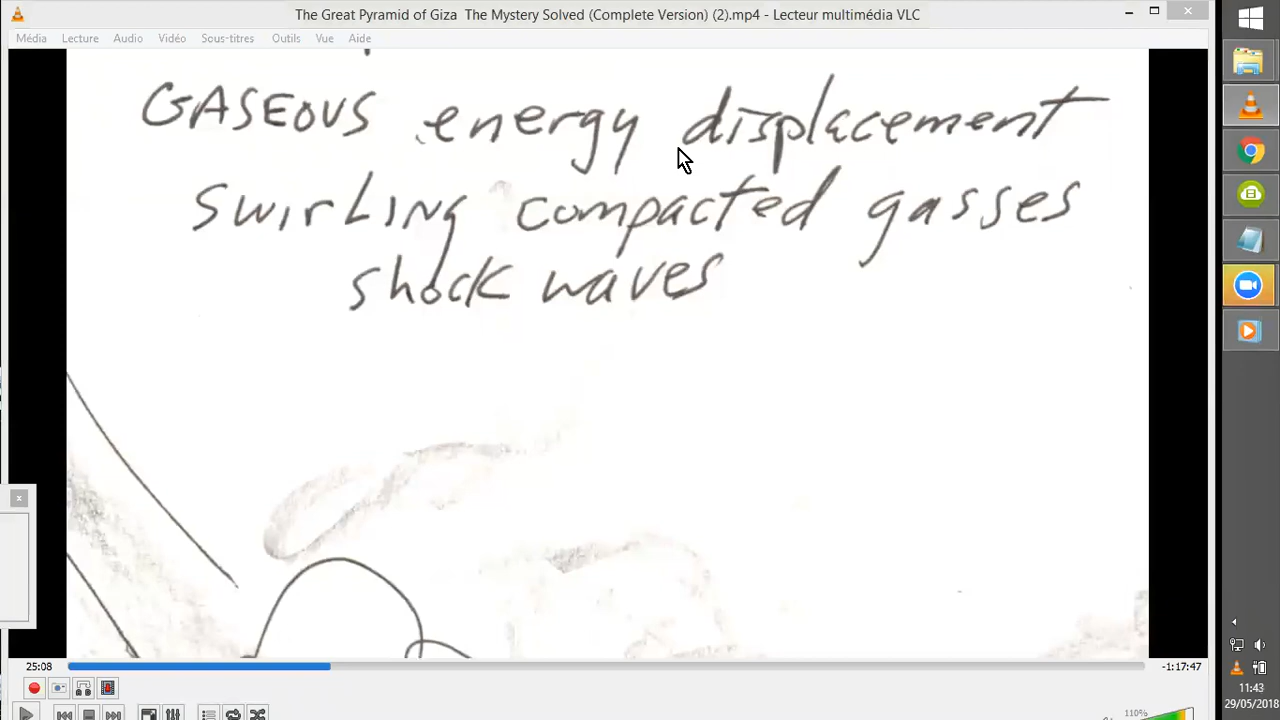 The Great Pyramid of Giza The Mystery Solved (Complete Version) (2).mp4 - Lecteur multimédia VLC
Média Lecture Audio Vidéo Sous-titres Outils Vue Aide
GASEOUS energy displacement
swirLING compacted gasses
shock waves
25:08
-1:17:47
110%
11:43
29/05/2018